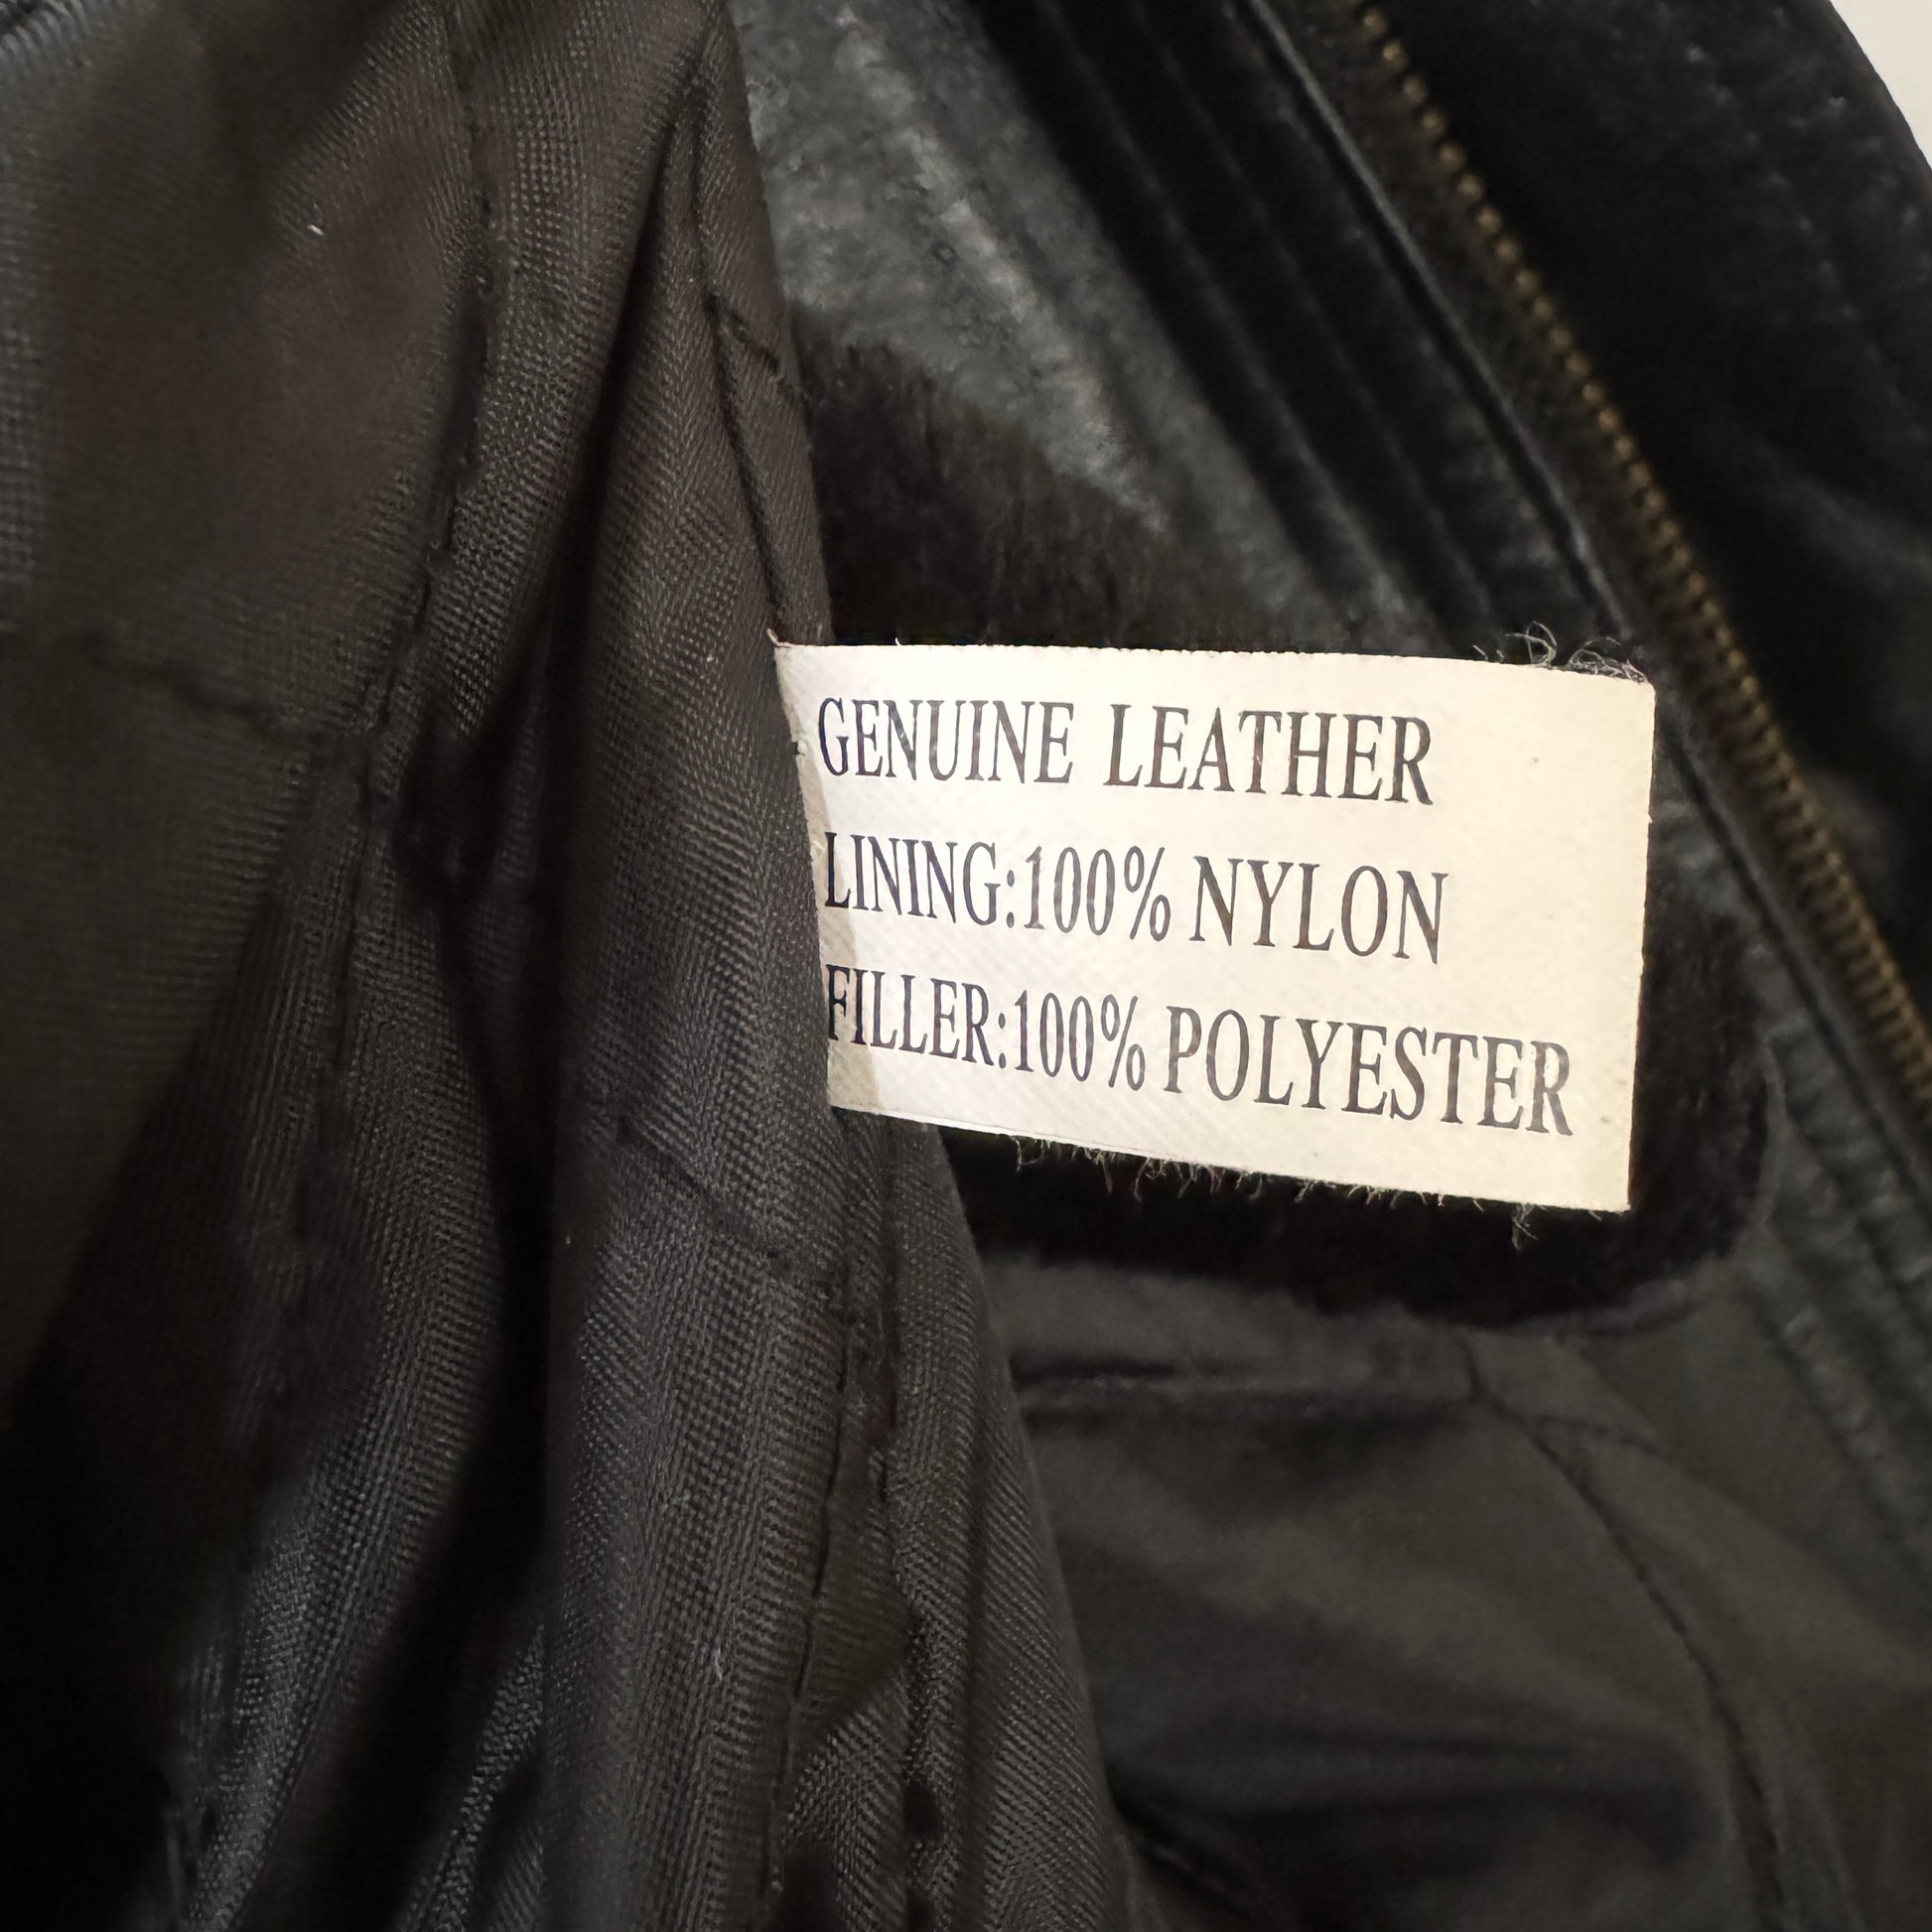 GENUINE LEATHER
LINING:100% NYLON
FILLER:100% POLYESTER